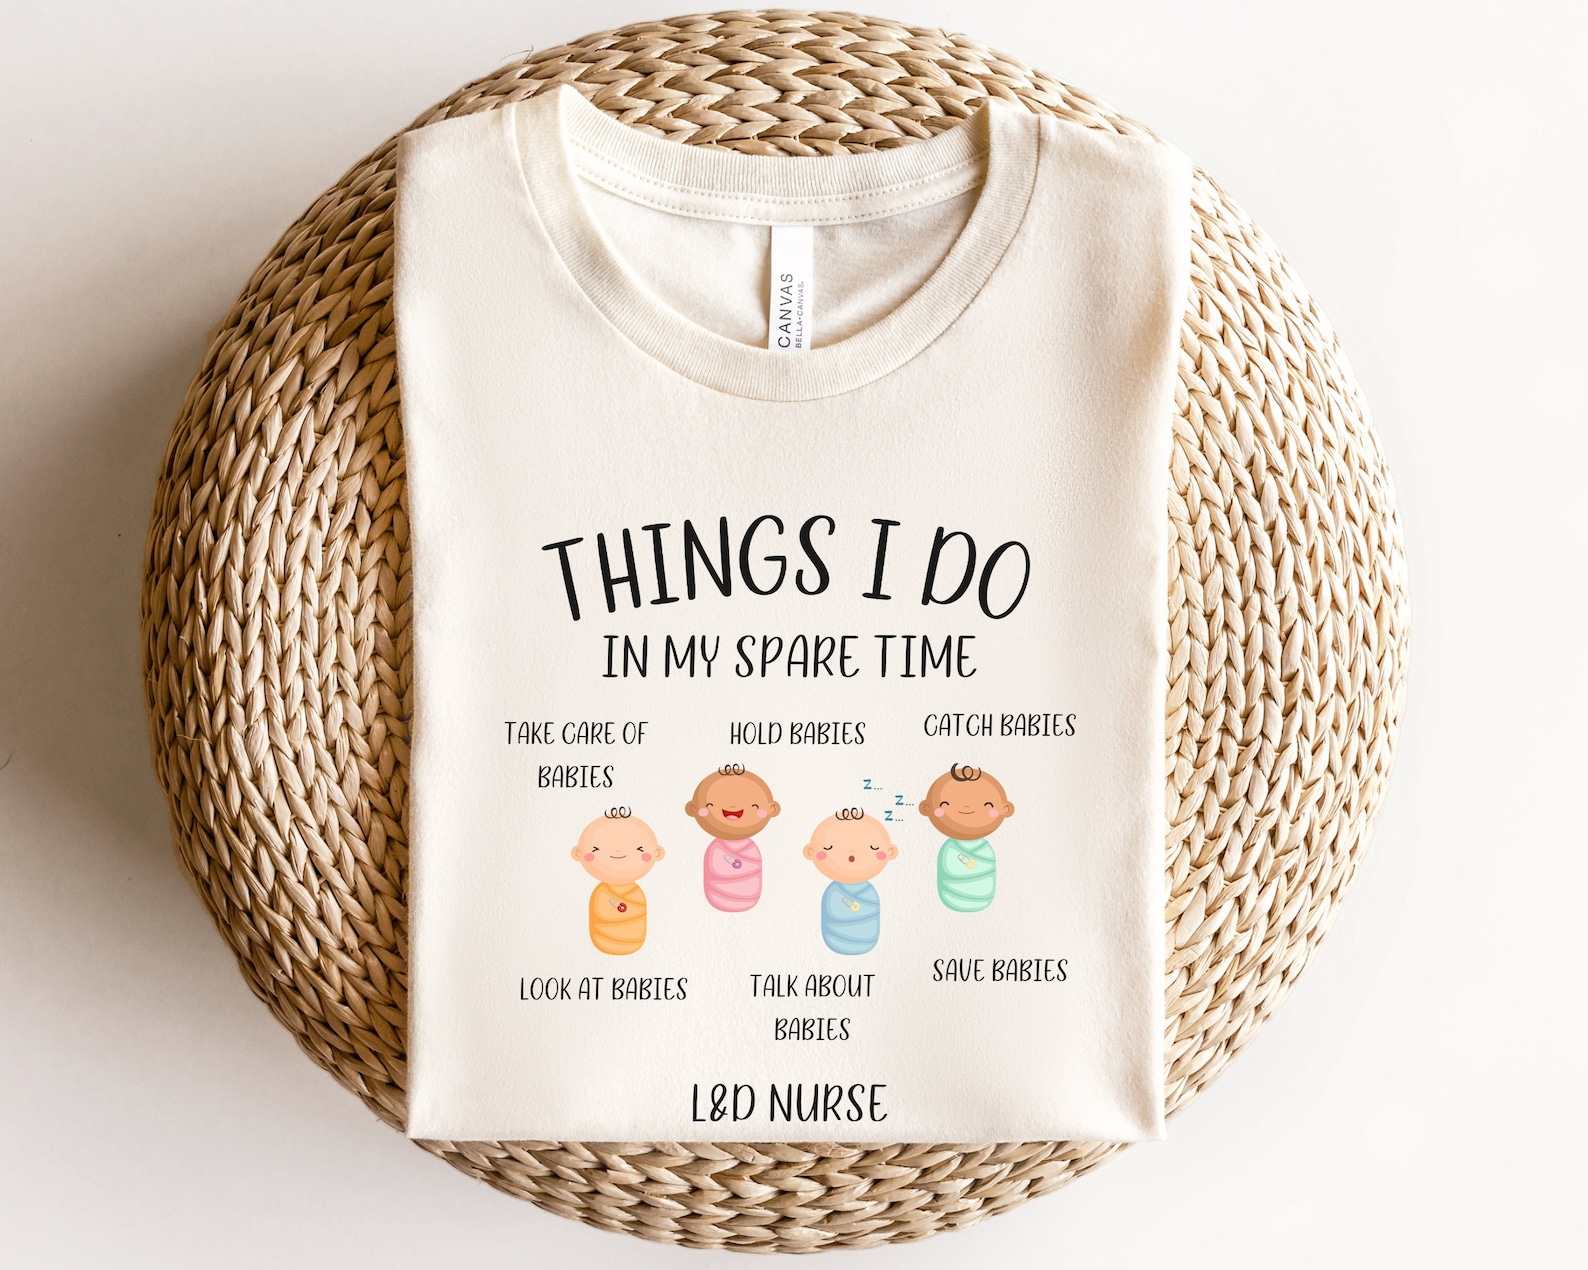 CANVAS
BELLA+CANVAS.
THINGS I DO
IN MY SPARE TIME
TAKE CARE OF
BABIES
HOLD BABIES
CATCH BABIES
Z...
Z...
Z...
LOOK AT BABIES
TALK ABOUT
BABIES
SAVE BABIES
L&D NURSE